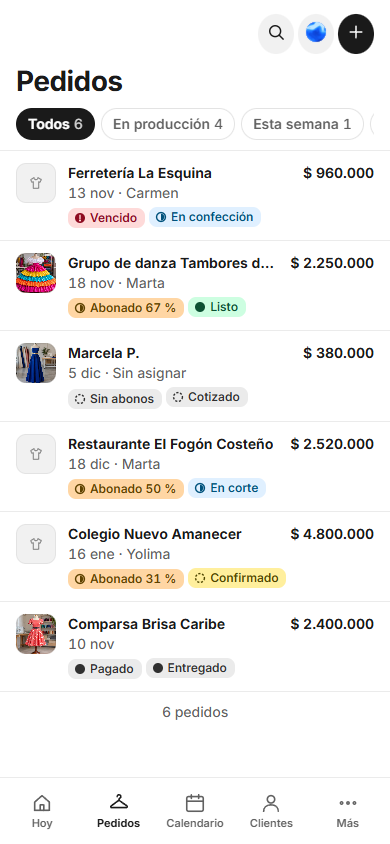 Pedidos
Todos 6
En producción 4
Esta semana 1
Ferretería La Esquina
$ 960.000
13 nov · Carmen
Vencido
En confección
Grupo de danza Tambores d...
$ 2.250.000
18 nov · Marta
Abonado 67 %
Listo
Marcela P.
$ 380.000
5 dic · Sin asignar
Sin abonos
Cotizado
Restaurante El Fogón Costeño
$ 2.520.000
18 dic · Marta
Abonado 50 %
En corte
Colegio Nuevo Amanecer
$ 4.800.000
16 ene · Yolima
Abonado 31 %
Confirmado
Comparsa Brisa Caribe
$ 2.400.000
10 nov
Pagado
Entregado
6 pedidos
Hoy
Pedidos
Calendario
Clientes
Más